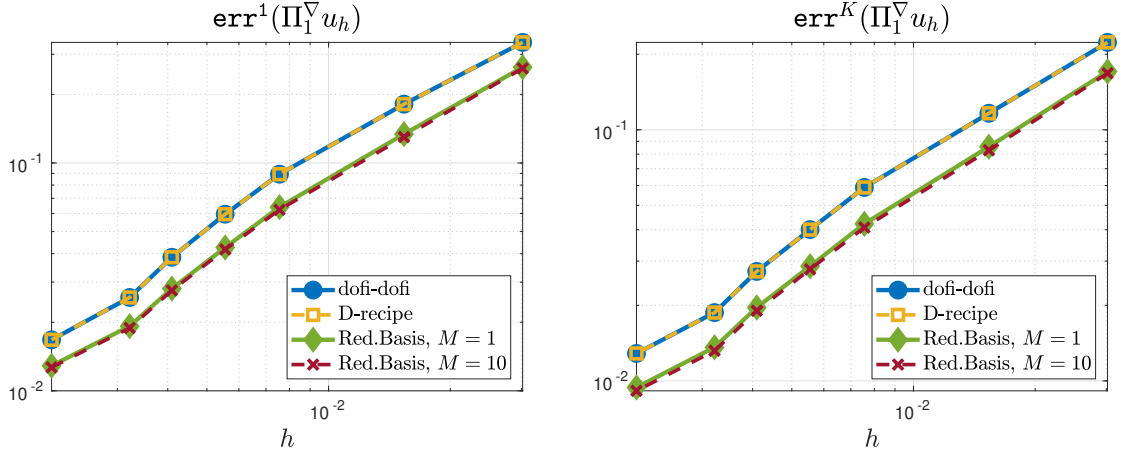 err¹(Π₁^∇ u_h)
10⁻¹
10⁻²
10⁻²
h
dofi-dofi
D-recipe
Red.Basis, M = 1
Red.Basis, M = 10
err^K(Π₁^∇ u_h)
10⁻¹
10⁻²
10⁻²
h
dofi-dofi
D-recipe
Red.Basis, M = 1
Red.Basis, M = 10